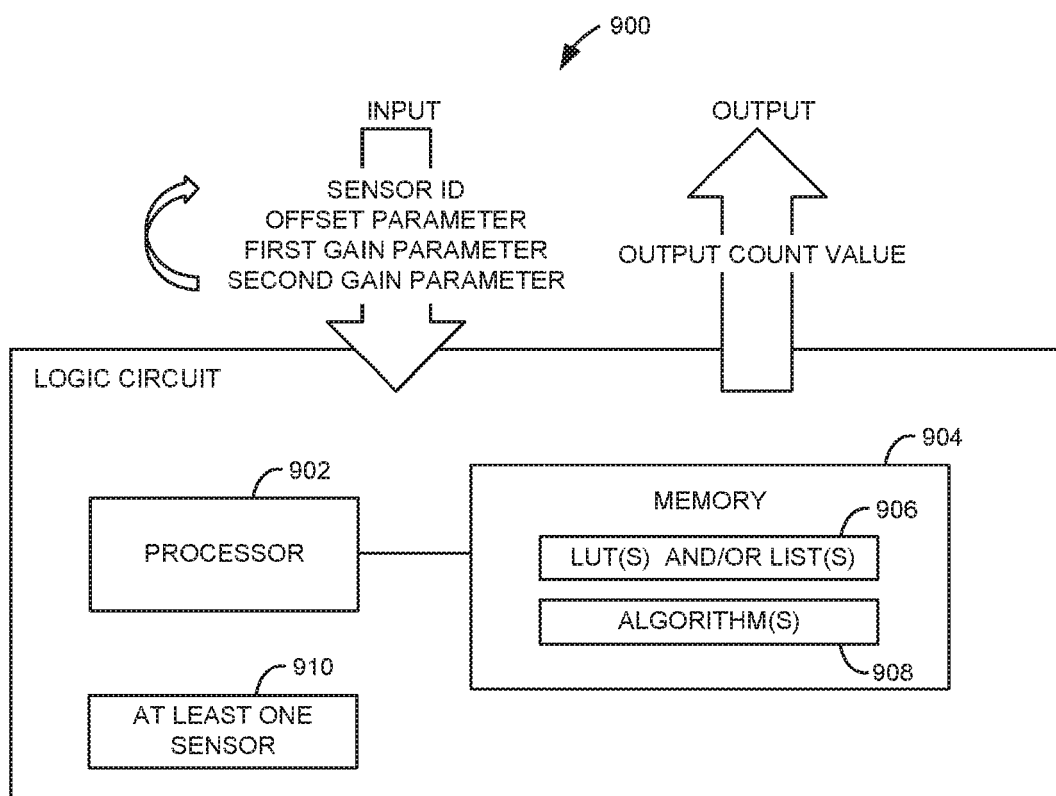 900
INPUT
OUTPUT
SENSOR ID
OFFSET PARAMETER
FIRST GAIN PARAMETER
SECOND GAIN PARAMETER
OUTPUT COUNT VALUE
LOGIC CIRCUIT
902
PROCESSOR
904
MEMORY
906
LUT(S) AND/OR LIST(S)
ALGORITHM(S)
908
910
AT LEAST ONE
SENSOR